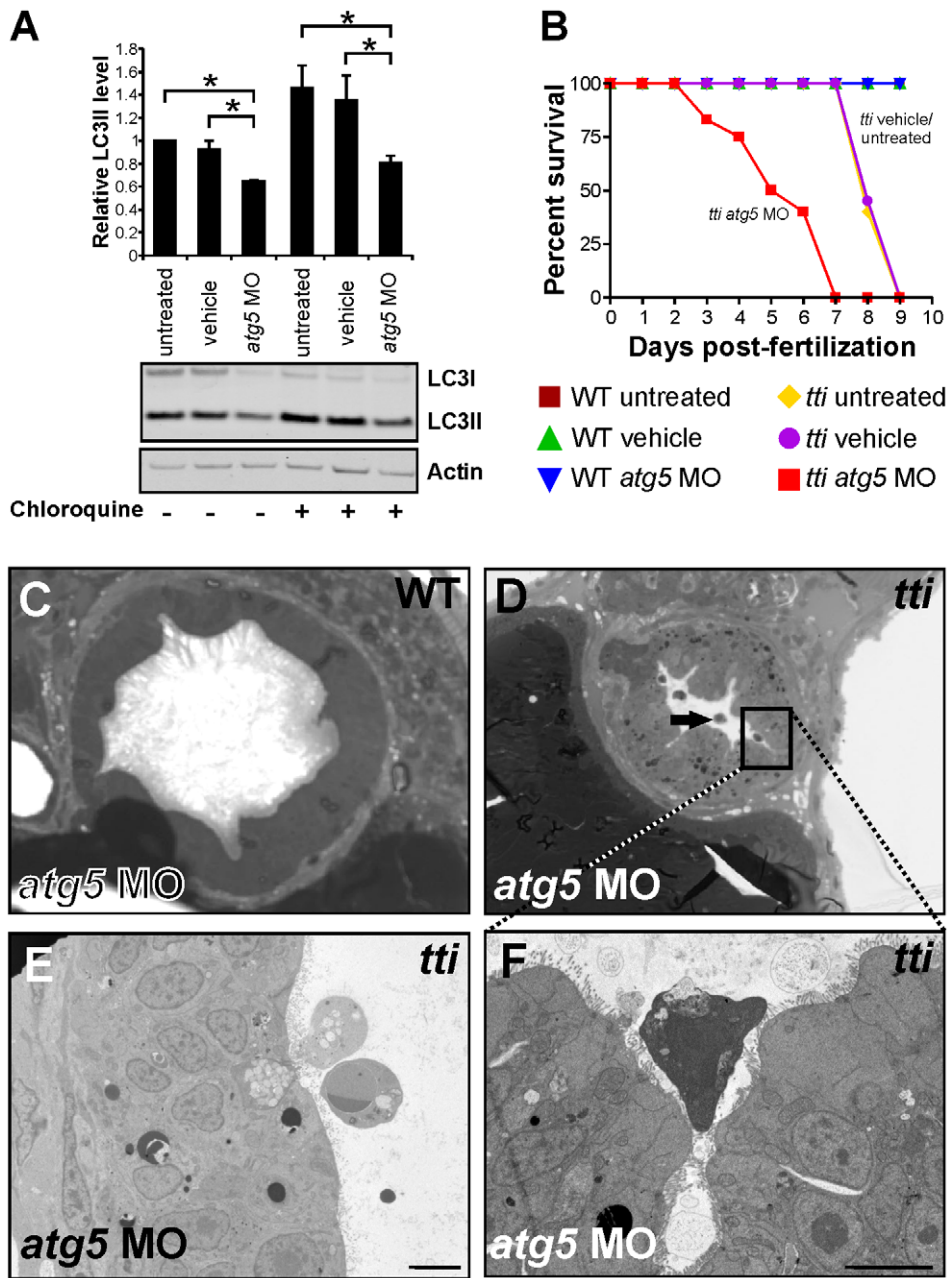 A
Relative LC3II level
1.8
1.6
1.4
1.2
1
0.8
0.6
0.4
0.2
0
* * * *
untreated
vehicle
atg5 MO
untreated
vehicle
atg5 MO
LC3I
LC3II
Actin
Chloroquine - - - + + +
B
Percent survival
100
75
50
25
0
tti vehicle/
untreated
tti atg5 MO
0 1 2 3 4 5 6 7 8 9 10
Days post-fertilization
WT untreated
tti untreated
WT vehicle
tti vehicle
WT atg5 MO
tti atg5 MO
C
WT
atg5 MO
D
tti
atg5 MO
E
tti
atg5 MO
F
tti
atg5 MO